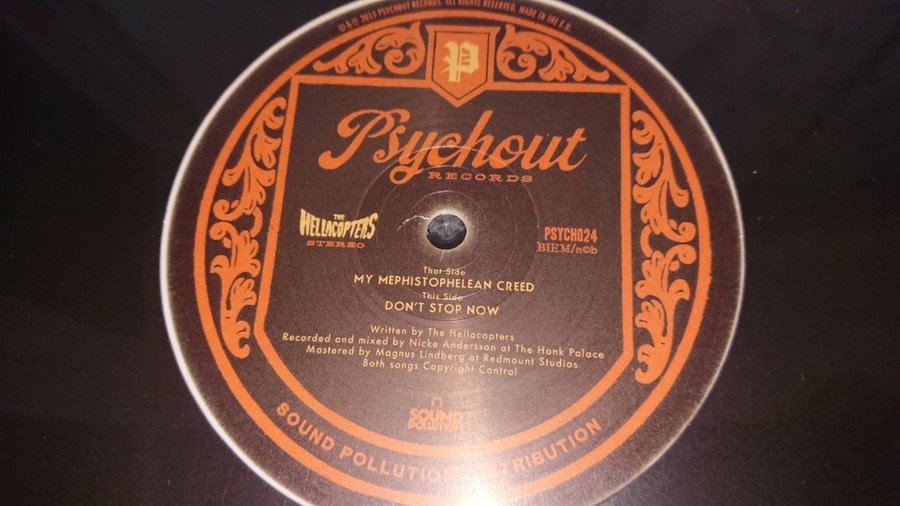 © & ℗ 2016 PSYCHOUT RECORDS. ALL RIGHTS RESERVED. MADE IN THE E.U.
P
Psychout
RECORDS
THE
HELLACOPTERS
STEREO
PSYCH024
BIEM/n©b
That Side
MY MEPHISTOPHELEAN CREED
This Side
DON'T STOP NOW
Written by The Hellacopters
Recorded and mixed by Nicke Andersson at The Honk Palace
Mastered by Magnus Lindberg at Redmount Studios
Both songs Copyright Control
SOUND
POLLUTION
SOUND POLLUTION